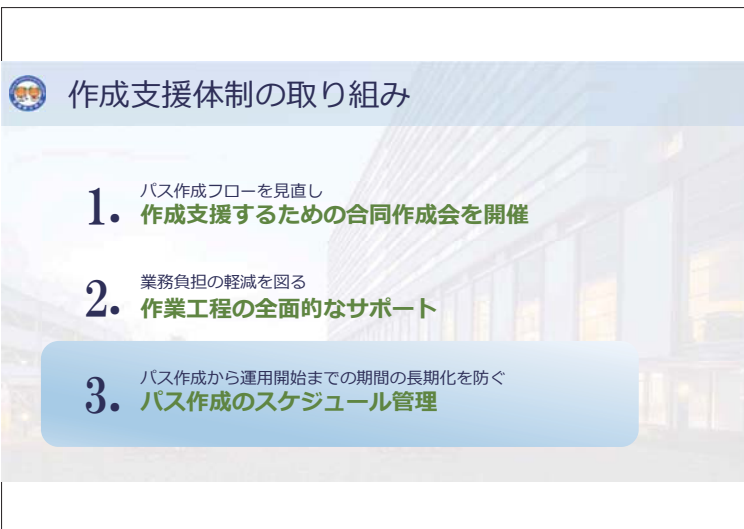 作成支援体制の取り組み
1. パス作成フローを見直し
作成支援するための合同作成会を開催
2. 業務負担の軽減を図る
作業工程の全面的なサポート
3. パス作成から運用開始までの期間の長期化を防ぐ
パス作成のスケジュール管理